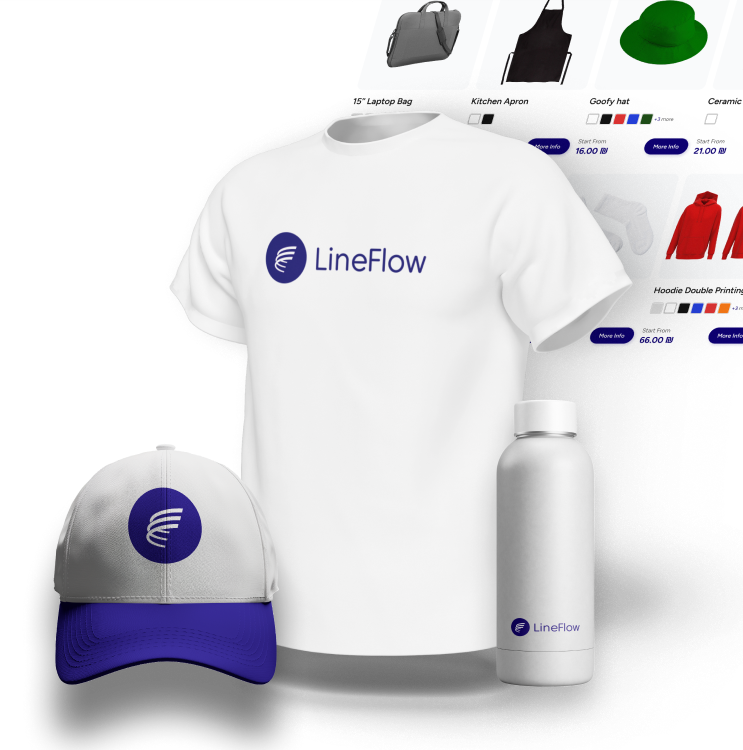 15" Laptop Bag
Kitchen Apron
Goofy hat
Ceramic
+3 more
More Info
Start From
16.00 ₪
More Info
Start From
21.00 ₪
LineFlow
Hoodie Double Printing
+3 m
More Info
Start From
66.00 ₪
More Info
LineFlow